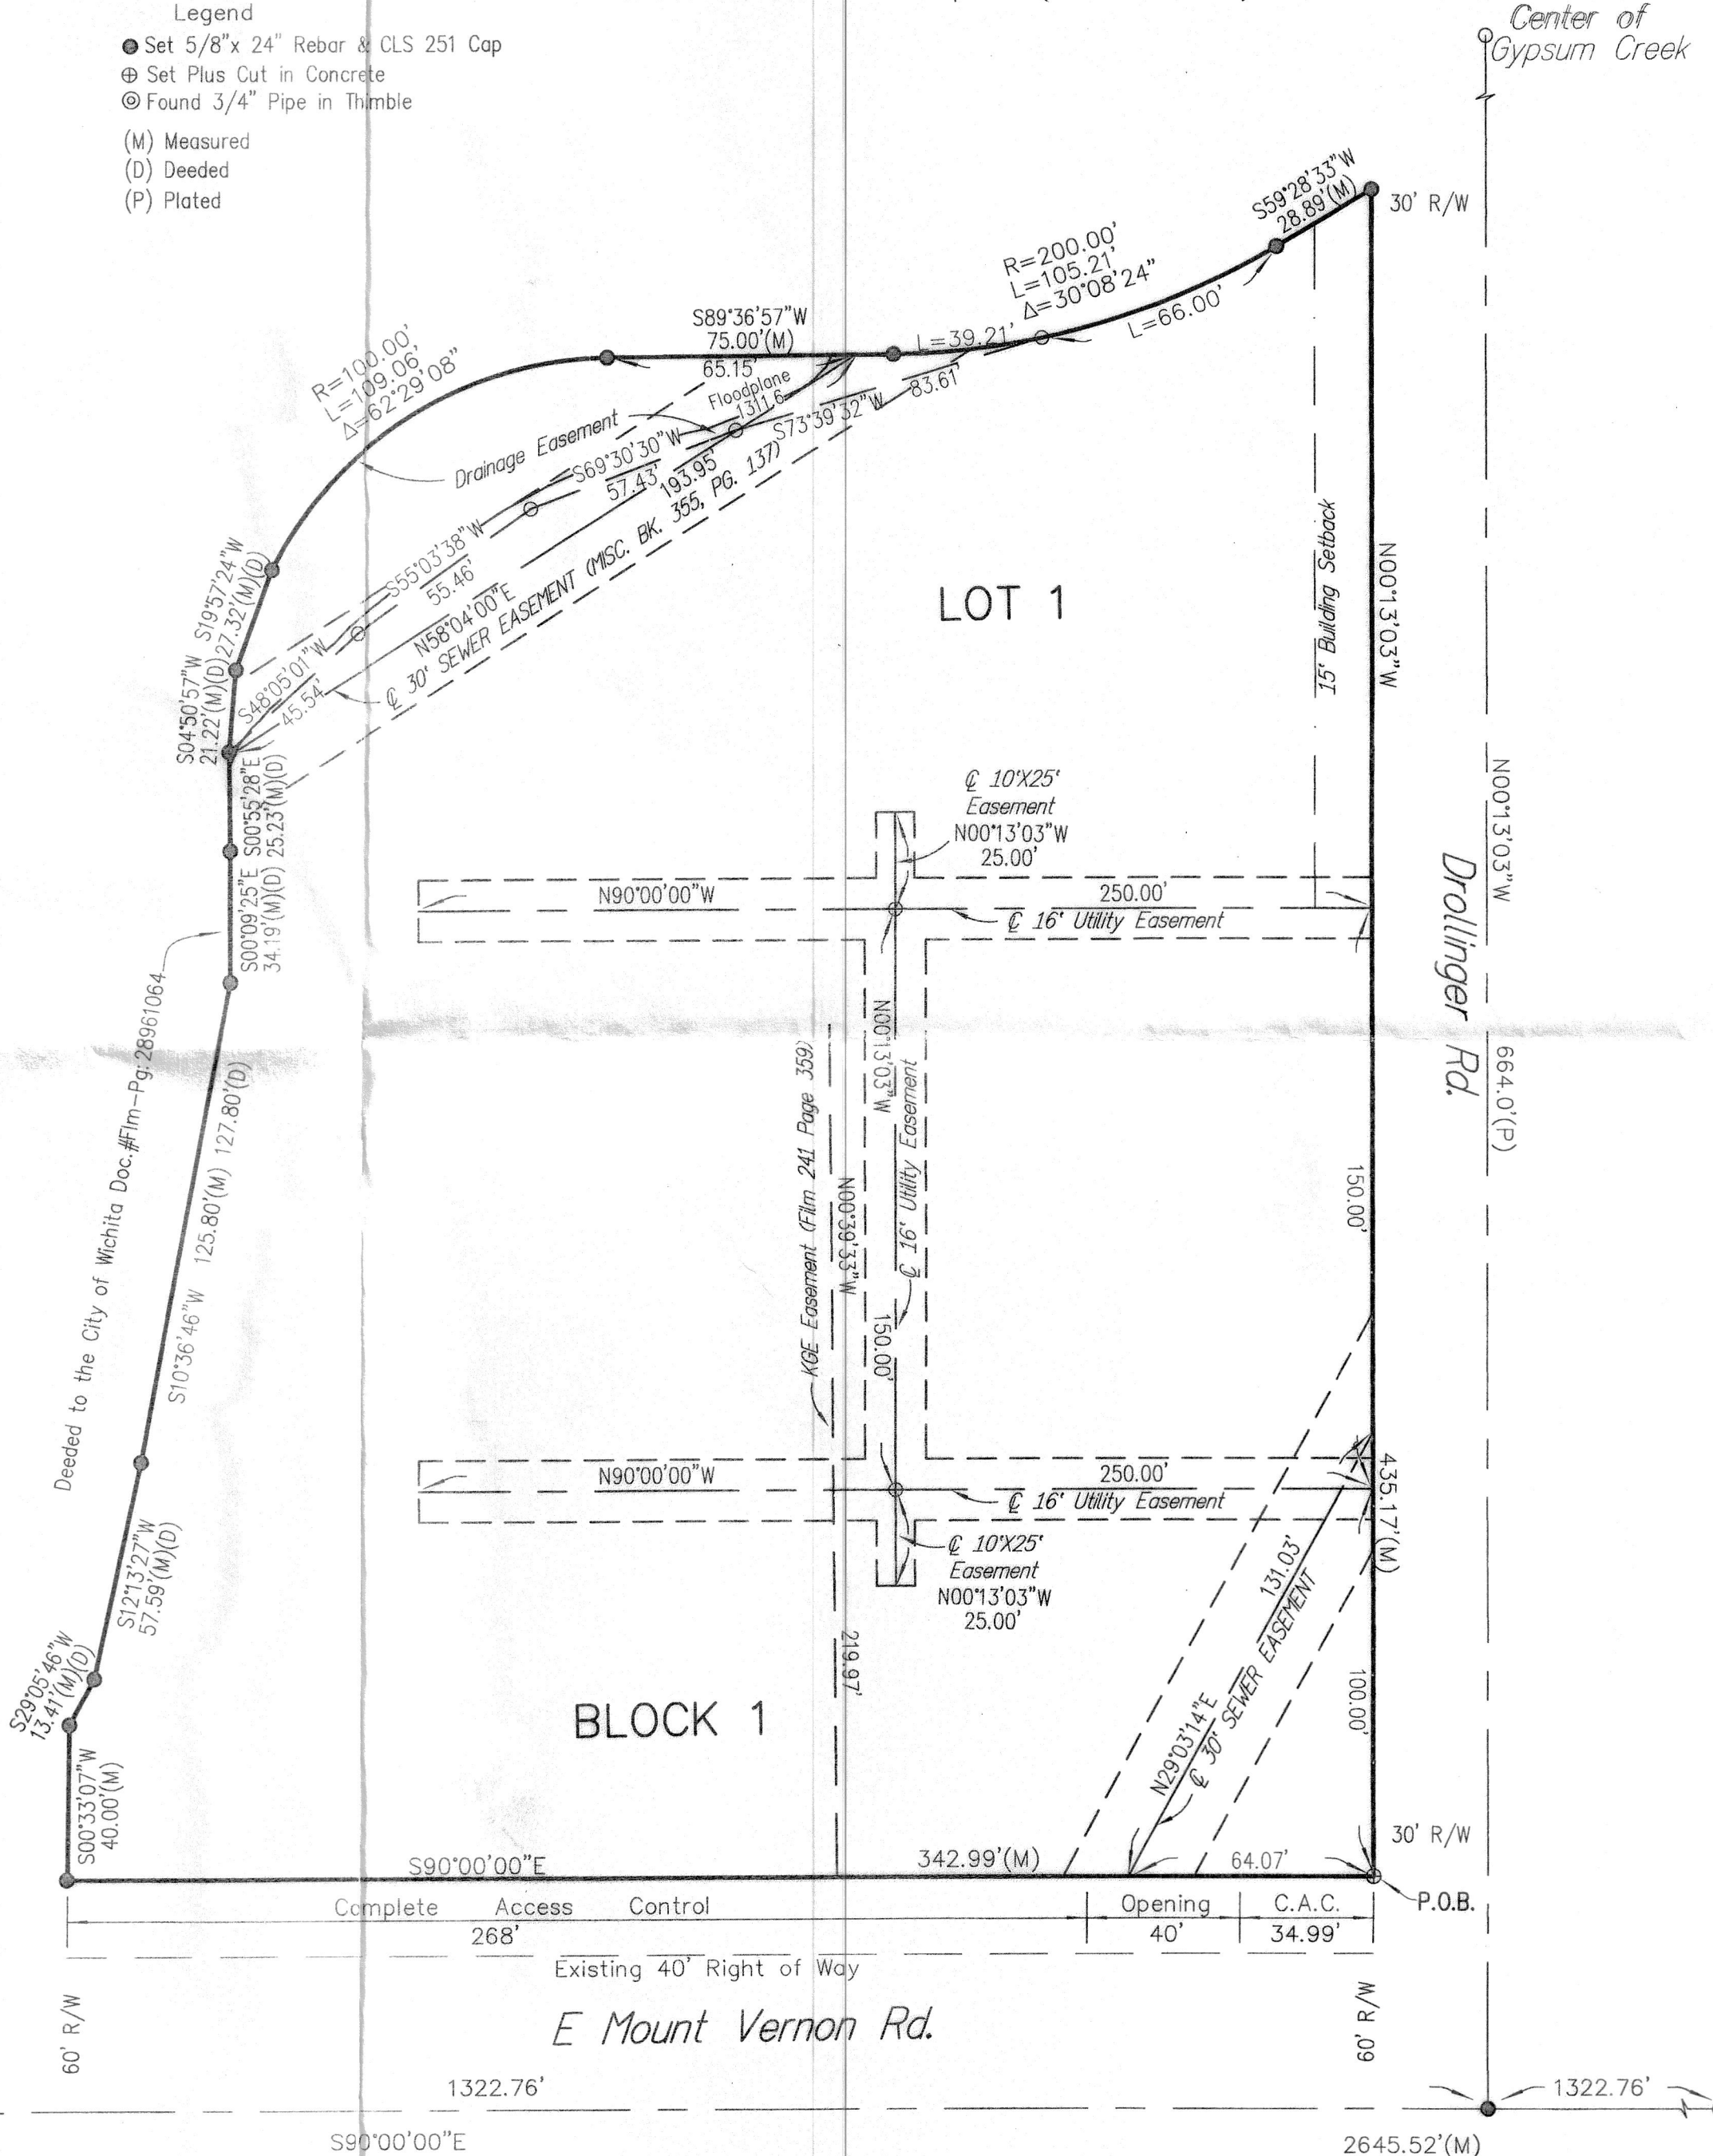 Legend
Set 5/8"x 24" Rebar & CLS 251 Cap
Set Plus Cut in Concrete
Found 3/4" Pipe in Thimble
(M) Measured
(D) Deeded
(P) Plated
Center of
Gypsum Creek
S59°28'33"W
28.89'(M)
30' R/W
R=200.00'
L=105.21'
Δ=30°08'24"
L=66.00'
L=39.21'
S89°36'57"W
75.00'(M)
65.15'
R=100.00'
L=109.06'
Δ=62°29'08"
Floodplane
1311.6
83.61'
S73°39'32"W
Drainage Easement
S69°30'30"W
57.43'
193.95'
S55°03'38"W
55.46'
N58°04'00"E
℄ 30' SEWER EASEMENT (MISC. BK. 355, PG. 137)
S48°05'01"W
45.54'
S19°57'24"W
27.32'(M)(D)
S04°50'57"W
21.22'(M)(D)
S00°55'28"E
25.23'(M)(D)
S00°09'25"E
34.19'(M)(D)
LOT 1
15' Building Setback
N00°13'03"W
N00°13'03"W
664.0'(P)
Drollinger Rd.
℄ 10'X25'
Easement
N00°13'03"W
25.00'
N90°00'00"W
250.00'
℄ 16' Utility Easement
Deeded to the City of Wichita Doc.#Flm-Pg:28961064
S10°36'46"W 125.80'(M) 127.80'(D)
KGE Easement (Film 241 Page 359)
N00°39'33"W
N00°13'03"W
℄ 16' Utility Easement
150.00'
150.00'
N90°00'00"W
250.00'
℄ 16' Utility Easement
435.17'(M)
℄ 10'X25'
Easement
N00°13'03"W
25.00'
S12°13'27"W
57.59'(M)(D)
S29°05'46"W
13.41'(M)(D)
S00°33'07"W
40.00'(M)
BLOCK 1
219.97'
131.03'
N29°03'14"E
℄ 30' SEWER EASEMENT
100.00'
30' R/W
S90°00'00"E
342.99'(M)
64.07'
P.O.B.
Complete Access Control
Opening
C.A.C.
268'
40'
34.99'
Existing 40' Right of Way
60' R/W
E Mount Vernon Rd.
60' R/W
1322.76'
1322.76'
S90°00'00"E
2645.52'(M)